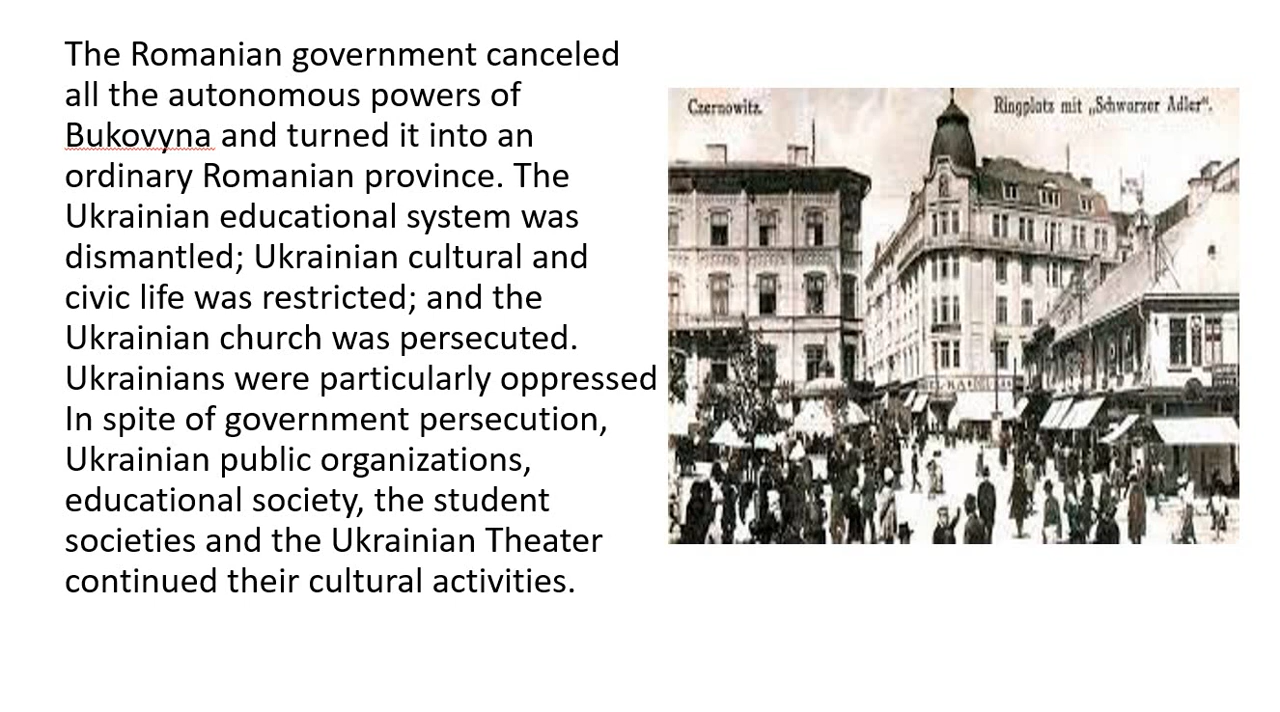 The Romanian government canceled
all the autonomous powers of
Bukovyna and turned it into an
ordinary Romanian province. The
Ukrainian educational system was
dismantled; Ukrainian cultural and
civic life was restricted; and the
Ukrainian church was persecuted.
Ukrainians were particularly oppressed
In spite of government persecution,
Ukrainian public organizations,
educational society, the student
societies and the Ukrainian Theater
continued their cultural activities.
Czernowitz.
Ringplatz mit „Schwarzer Adler“.